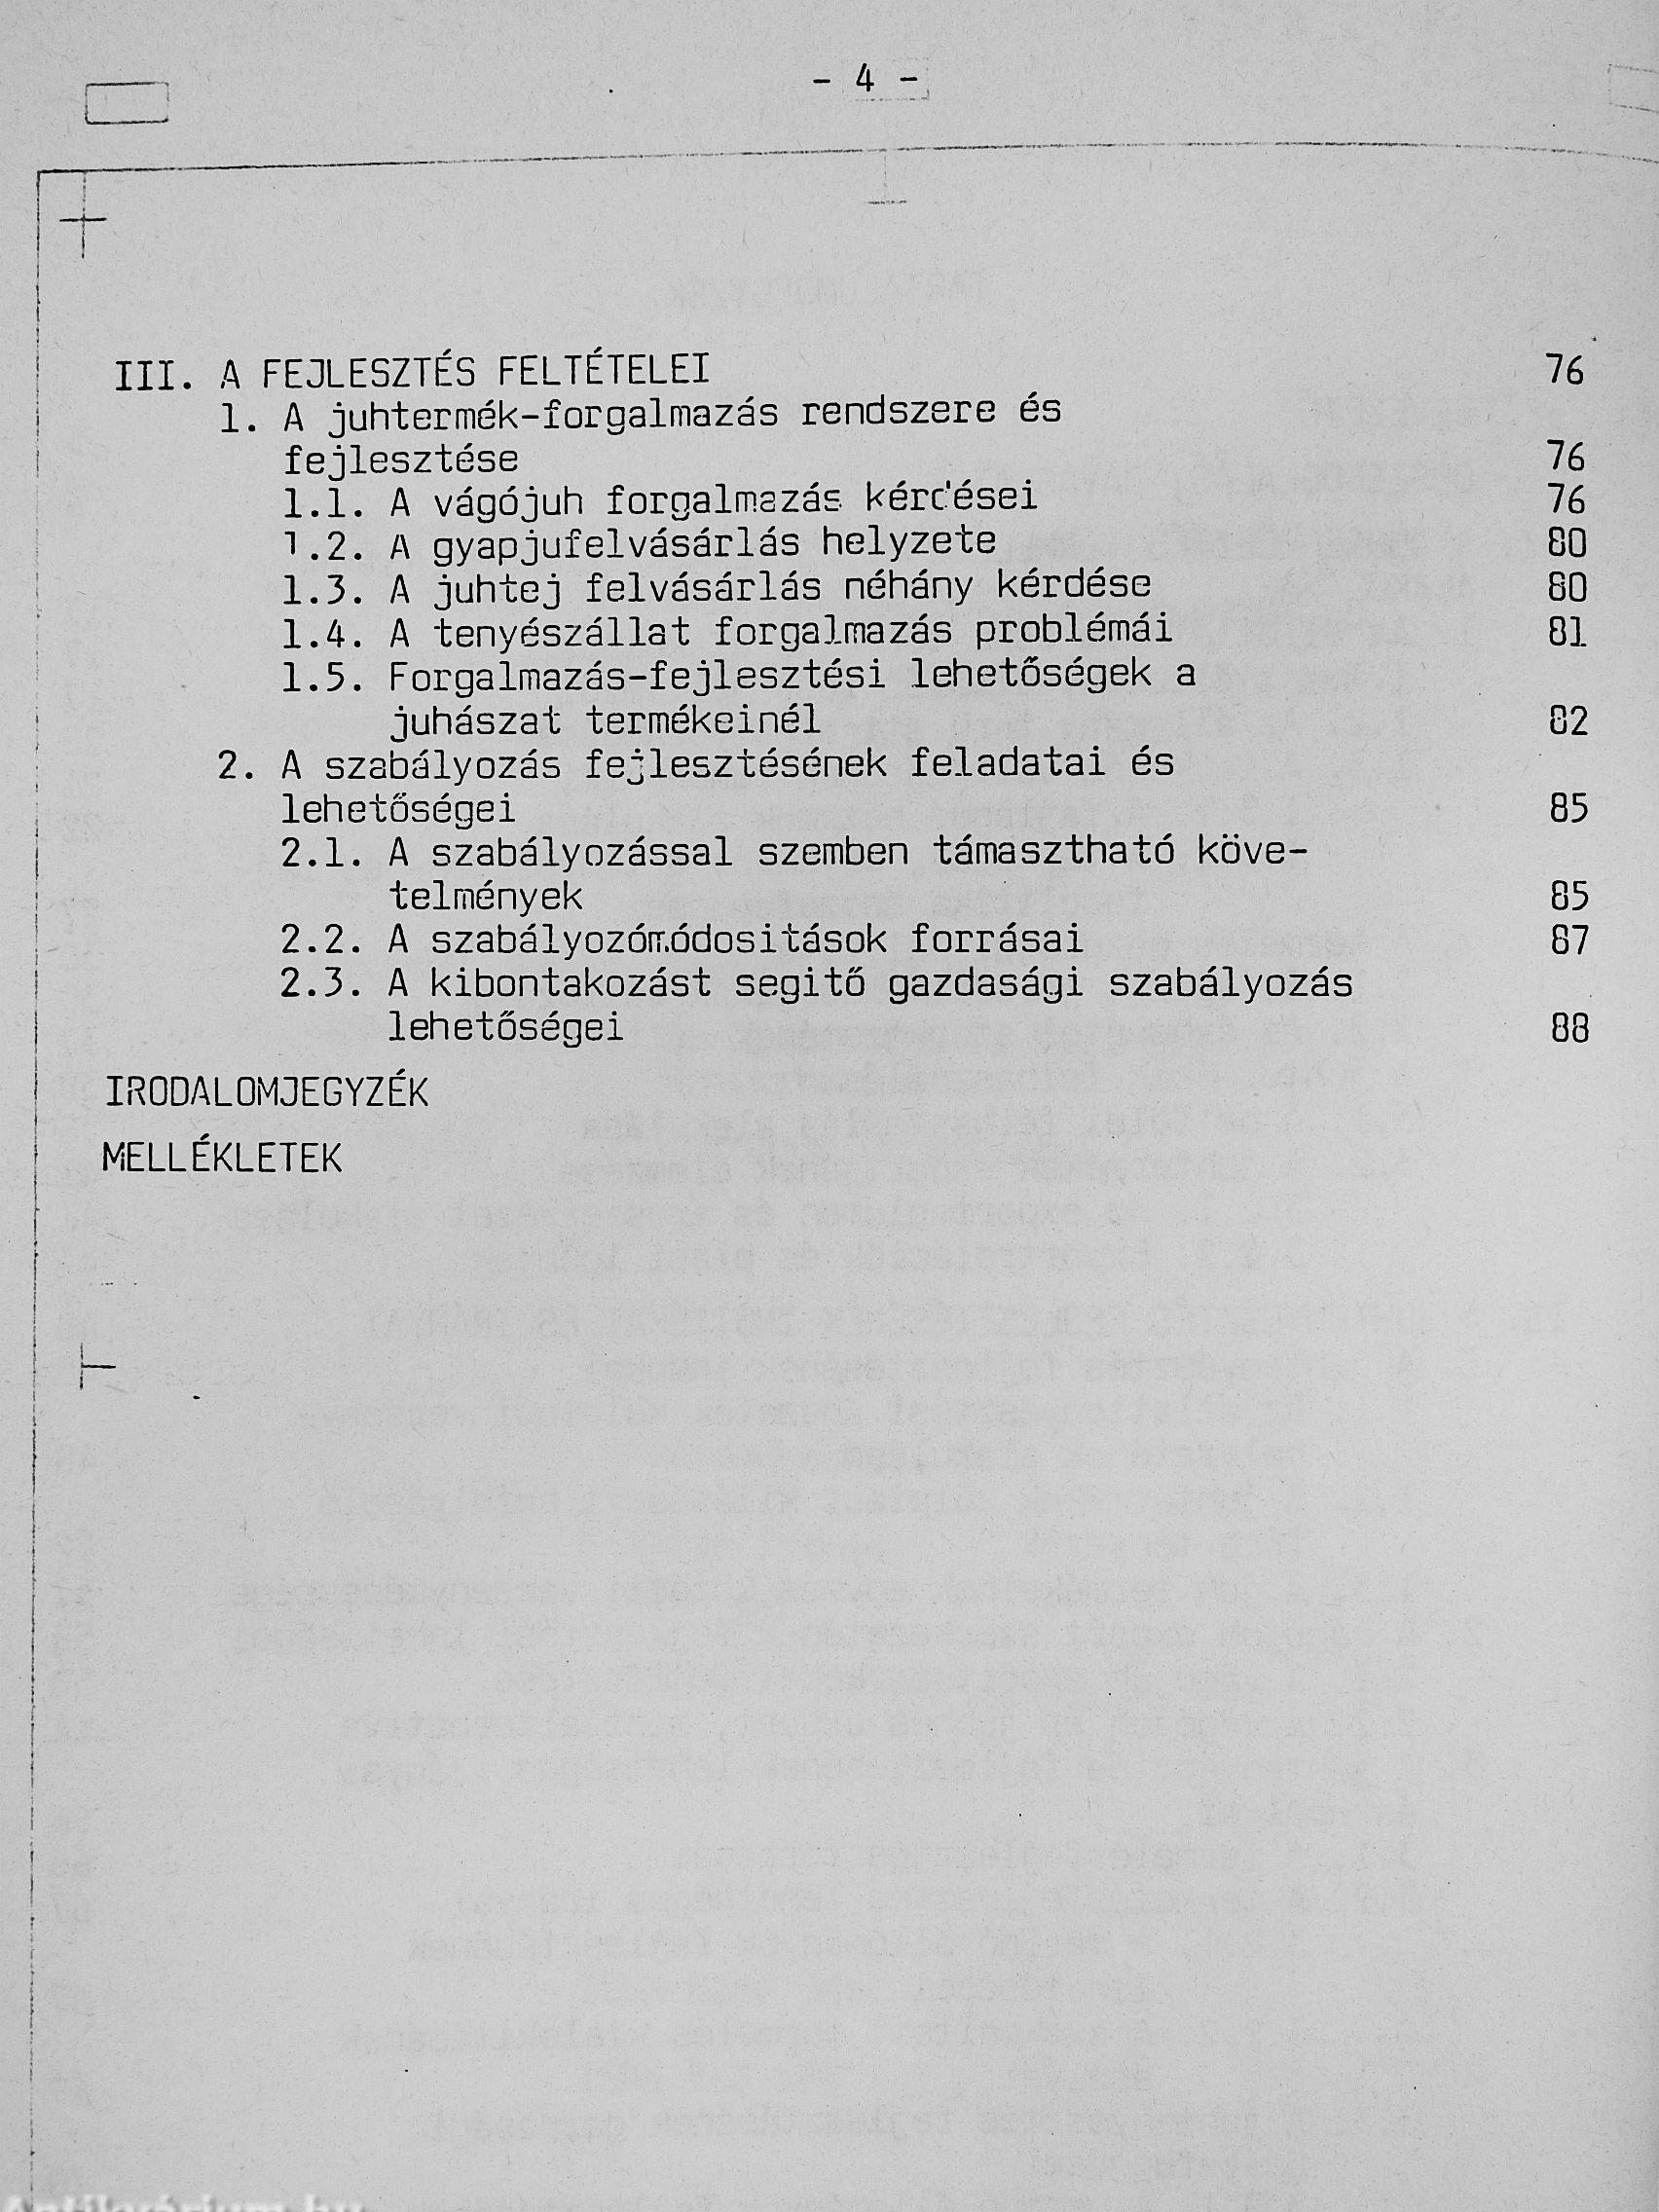 - 4 -
III. A FEJLESZTÉS FELTÉTELEI 76
1. A juhtermék-forgalmazás rendszere és
fejlesztése 76
1.1. A vágójuh forgalmazás kérdései 76
1.2. A gyapjufelvásárlás helyzete 80
1.3. A juhtej felvásárlás néhány kérdése 80
1.4. A tenyészállat forgalmazás problémái 81
1.5. Forgalmazás-fejlesztési lehetőségek a
juhászat termékeinél 82
2. A szabályozás fejlesztésének feladatai és
lehetőségei 85
2.1. A szabályozással szemben támasztható köve-
telmények 85
2.2. A szabályozómódositások forrásai 87
2.3. A kibontakozást segitő gazdasági szabályozás
lehetőségei 88
IRODALOMJEGYZÉK
MELLÉKLETEK
Antikvárium.hu